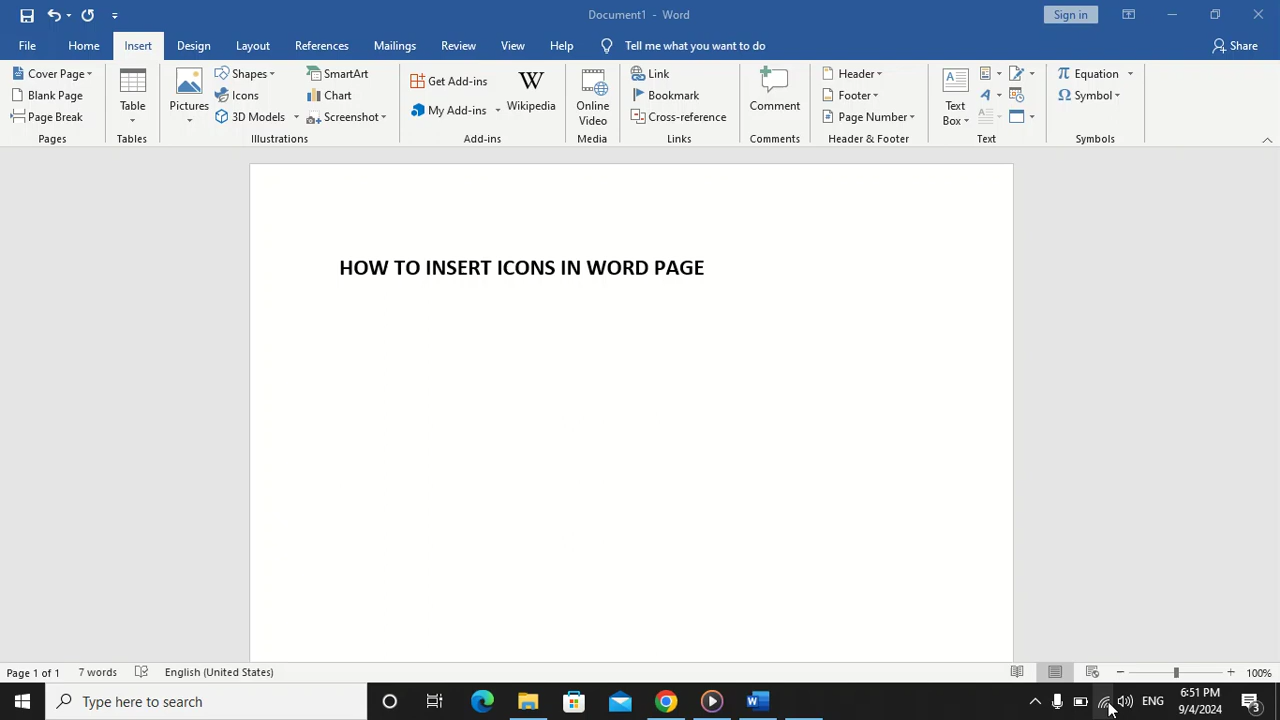 Document1 - Word
Sign in
File Home Insert Design Layout References Mailings Review View Help Tell me what you want to do Share
Cover Page
Blank Page
Page Break
Pages
Table
Tables
Pictures
Shapes
Icons
3D Models
SmartArt
Chart
Screenshot
Illustrations
Get Add-ins
My Add-ins
Wikipedia
Add-ins
Online
Video
Media
Link
Bookmark
Cross-reference
Links
Comment
Comments
Header
Footer
Page Number
Header & Footer
Text
Box
Text
Equation
Symbol
Symbols
HOW TO INSERT ICONS IN WORD PAGE
Page 1 of 1 7 words English (United States) 100%
Type here to search
ENG
6:51 PM
9/4/2024
3